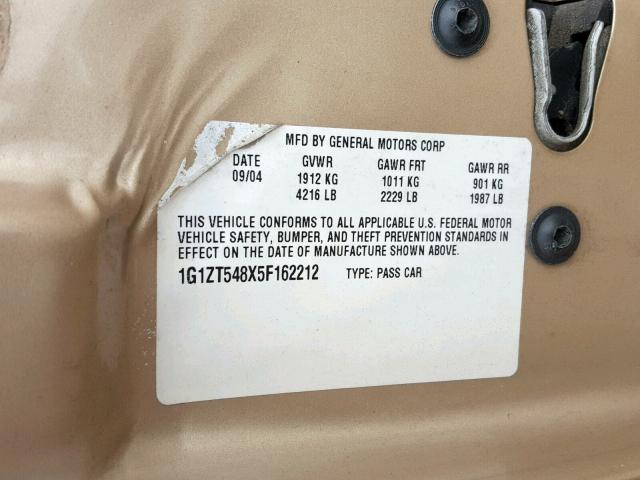 MFD BY GENERAL MOTORS CORP
DATE GVWR GAWR FRT GAWR RR
09/04 1912 KG 1011 KG 901 KG
4216 LB 2229 LB 1987 LB
THIS VEHICLE CONFORMS TO ALL APPLICABLE U.S. FEDERAL MOTOR
VEHICLE SAFETY, BUMPER, AND THEFT PREVENTION STANDARDS IN
EFFECT ON THE DATE OF MANUFACTURE SHOWN ABOVE.
1G1ZT548X5F162212 TYPE: PASS CAR